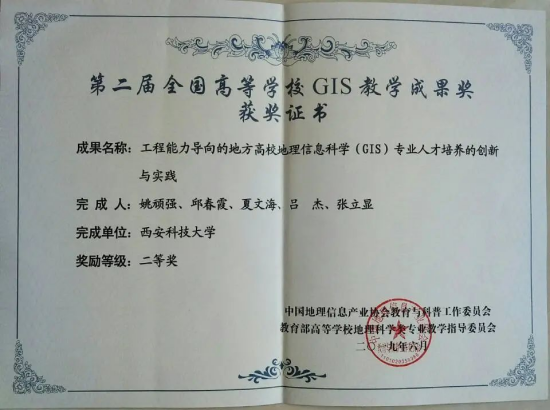 第二届全国高等学校GIS教学成果奖
获奖证书
成果名称：工程能力导向的地方高校地理信息科学（GIS）专业人才培养的创新
与实践
完成人：姚顽强、邱春霞、夏文海、吕 杰、张立显
完成单位：西安科技大学
奖励等级：二等奖
中国地理信息产业协会教育与科普工作委员会
教育部高等学校地理科学类专业教学指导委员会
二〇一九年六月